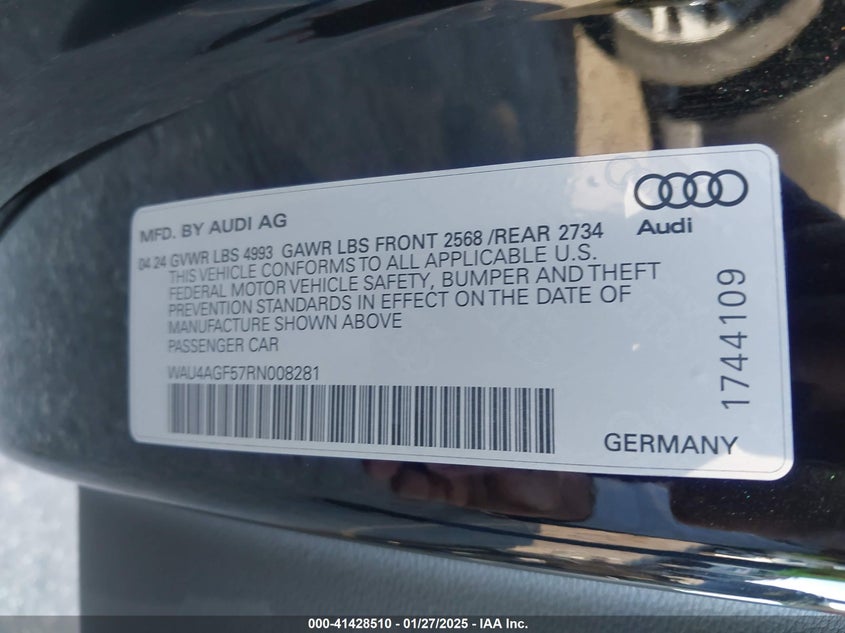 MFD. BY AUDI AG
Audi
04.24 GVWR LBS 4993 GAWR LBS FRONT 2568 /REAR 2734
THIS VEHICLE CONFORMS TO ALL APPLICABLE U.S.
FEDERAL MOTOR VEHICLE SAFETY, BUMPER AND THEFT
PREVENTION STANDARDS IN EFFECT ON THE DATE OF
MANUFACTURE SHOWN ABOVE
PASSENGER CAR
WAU4AGF57RN008281
1744109
GERMANY
000-41428510 - 01/27/2025 - IAA Inc.